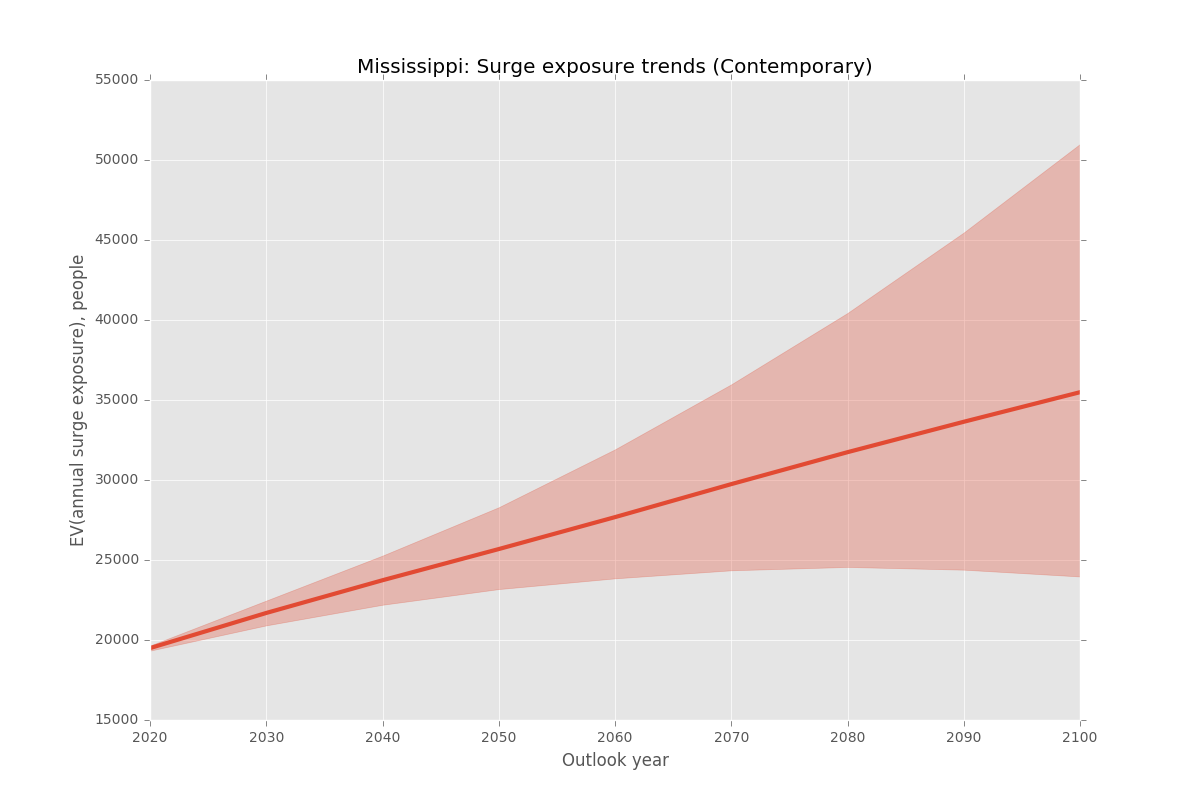 Mississippi: Surge exposure trends (Contemporary)
55000
50000
45000
40000
35000
30000
25000
20000
15000
EV(annual surge exposure), people
2020 2030 2040 2050 2060 2070 2080 2090 2100
Outlook year